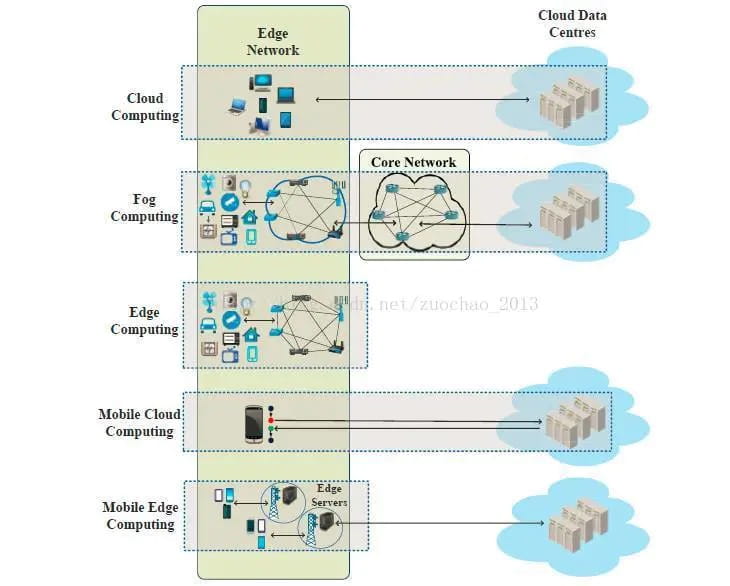 Edge
Network
Cloud Data
Centres
Cloud
Computing
Core Network
Fog
Computing
dn.net/zuochao_2013
Edge
Computing
Mobile Cloud
Computing
Edge
Servers
Mobile Edge
Computing